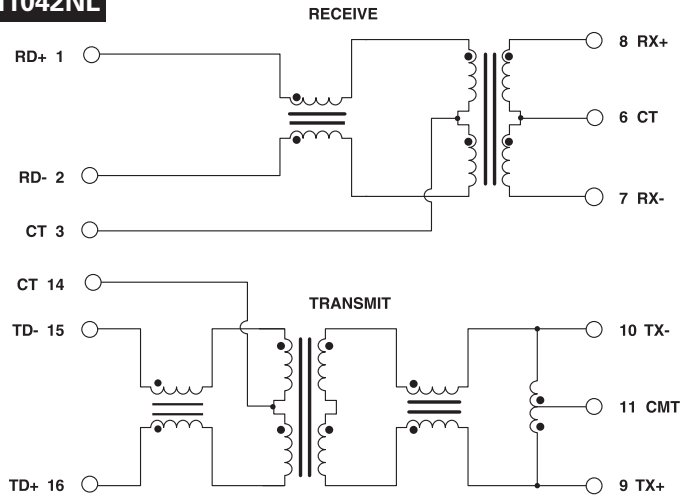 RECEIVE
RD+ 1
8 RX+
6 CT
RD- 2
7 RX-
CT 3
CT 14
TRANSMIT
TD- 15
10 TX-
11 CMT
TD+ 16
9 TX+